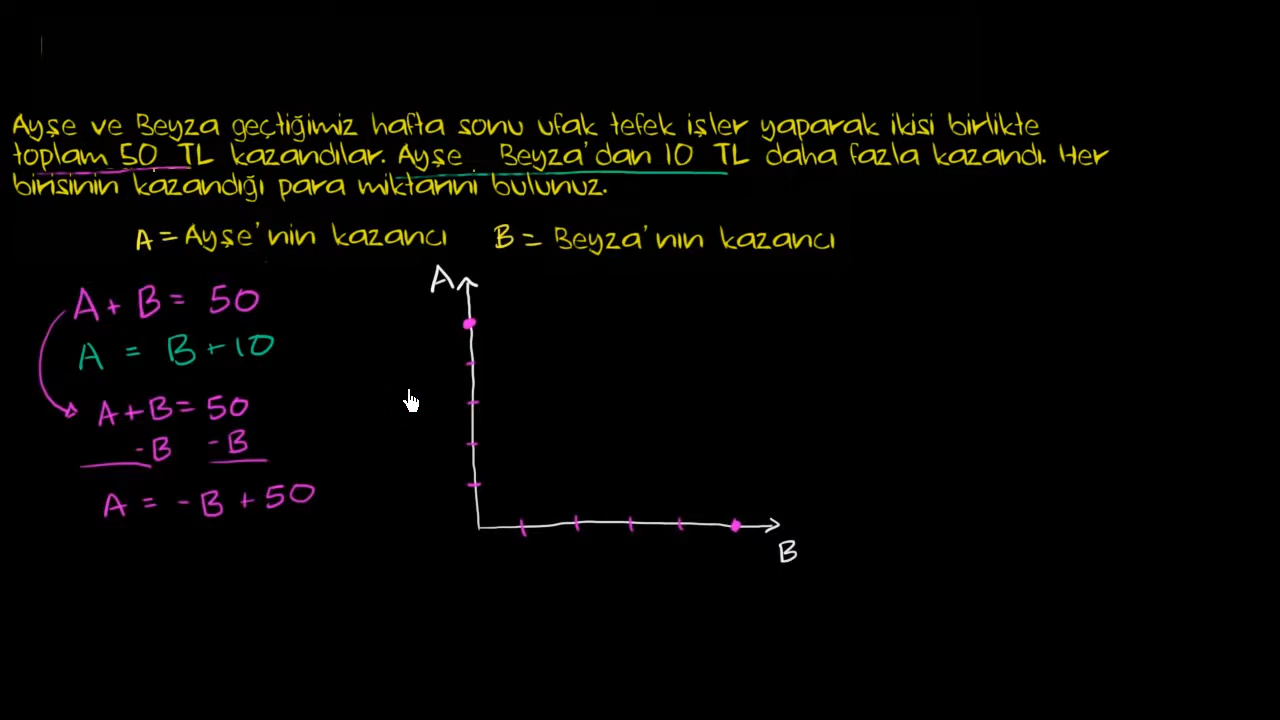 Ayşe ve Beyza geçtiğimiz hafta sonu ufak tefek işler yaparak ikisi birlikte
toplam 50 TL kazandılar. Ayşe Beyza'dan 10 TL daha fazla kazandı. Her
birisinin kazandığı para miktarını bulunuz.
A = Ayşe'nin kazancı B = Beyza'nın kazancı
A + B = 50
A = B + 10
A + B = 50
-B -B
A = -B + 50
A
B